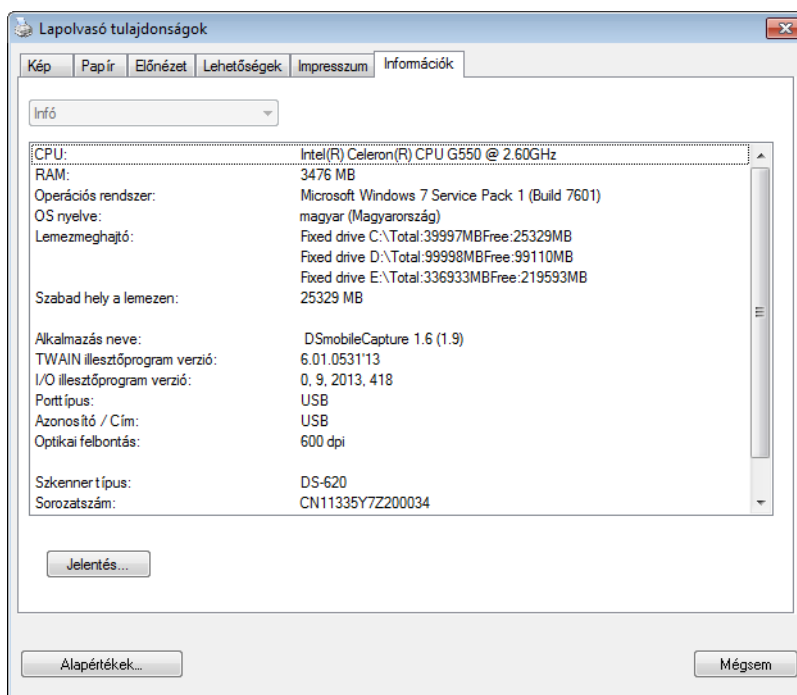 Lapolvasó tulajdonságok
Kép Papír Előnézet Lehetőségek Impresszum Információk
Infó
CPU: Intel(R) Celeron(R) CPU G550 @ 2.60GHz
RAM: 3476 MB
Operációs rendszer: Microsoft Windows 7 Service Pack 1 (Build 7601)
OS nyelve: magyar (Magyarország)
Lemezmeghajtó: Fixed drive C:\Total:39997MBFree:25329MB
Fixed drive D:\Total:99998MBFree:99110MB
Fixed drive E:\Total:336933MBFree:219593MB
Szabad hely a lemezen: 25329 MB
Alkalmazás neve: DSmobileCapture 1.6 (1.9)
TWAIN illesztőprogram verzió: 6.01.0531'13
I/O illesztőprogram verzió: 0, 9, 2013, 418
Porttípus: USB
Azonosító / Cím: USB
Optikai felbontás: 600 dpi
Szkenner típus: DS-620
Sorozatszám: CN11335Y7Z200034
Jelentés...
Alapértékek... Mégsem